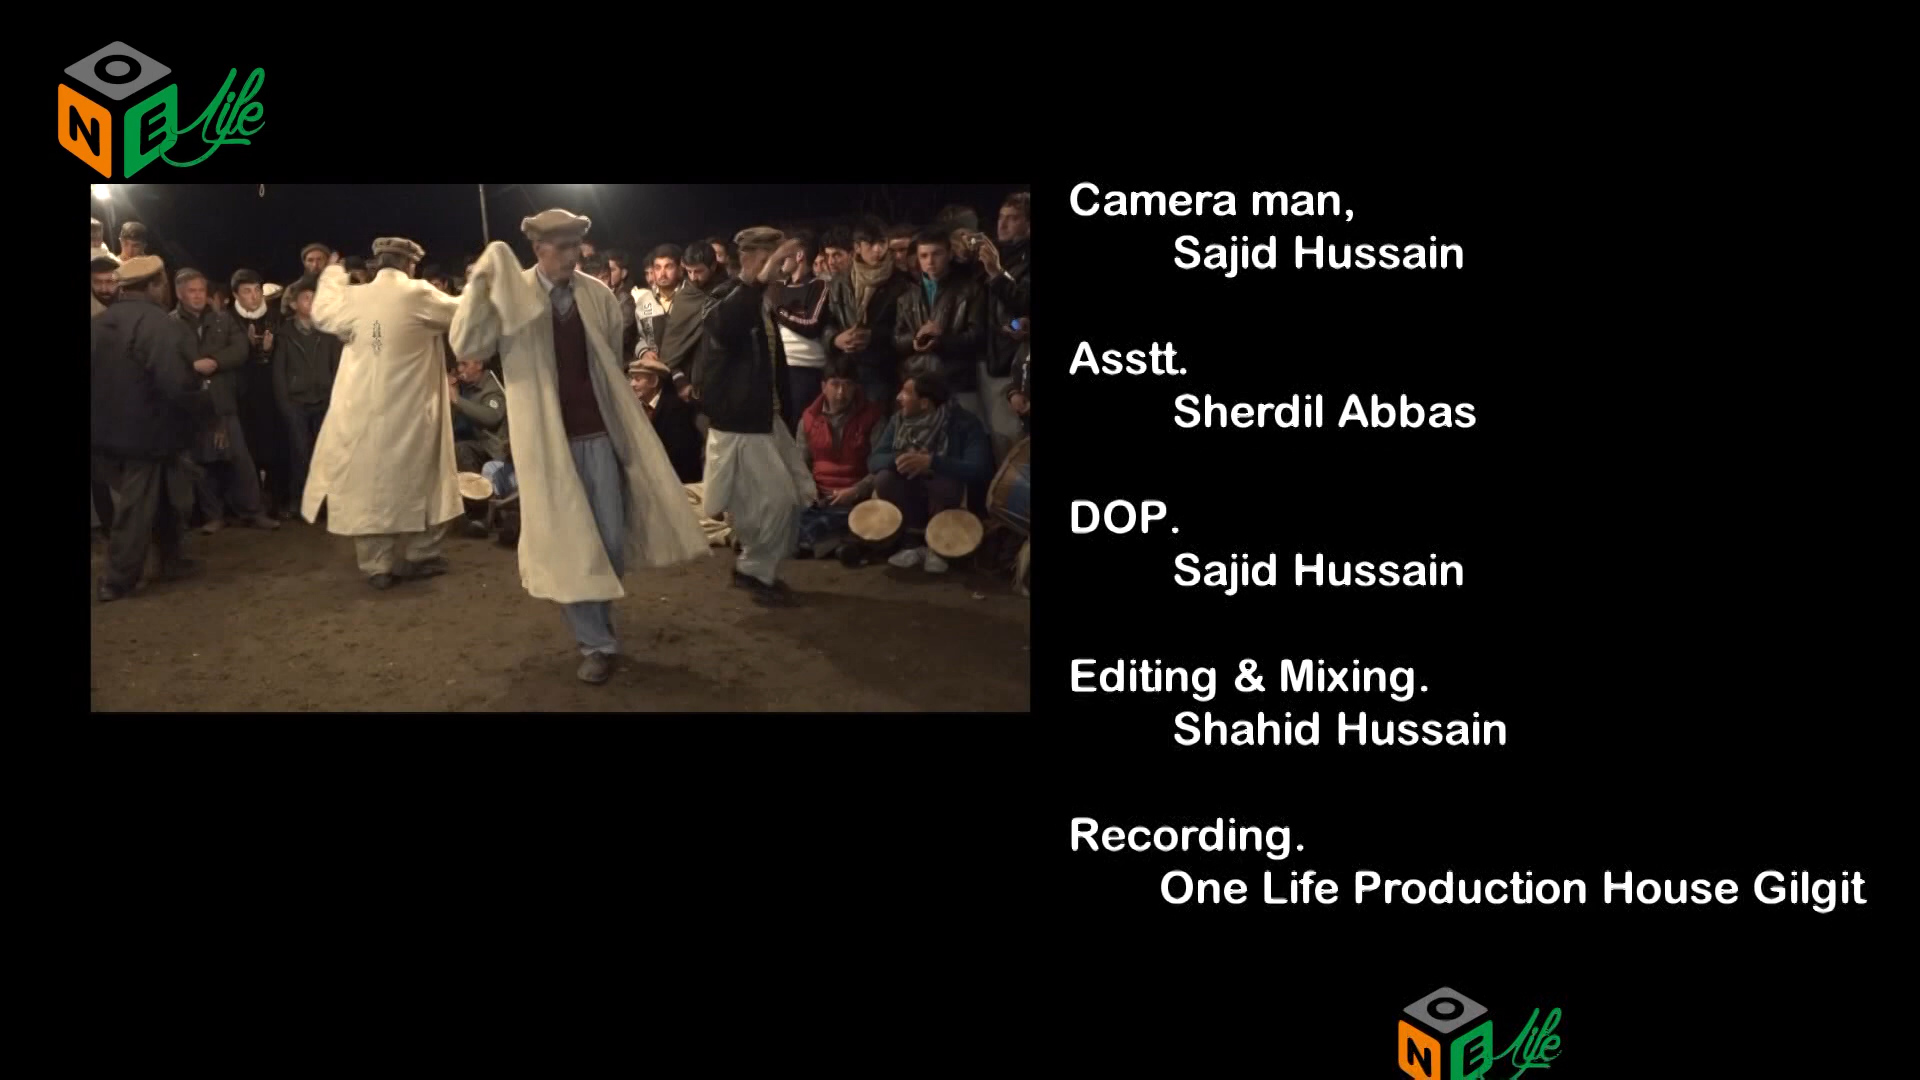 ONE Life
Camera man,
Sajid Hussain
Asstt.
Sherdil Abbas
DOP.
Sajid Hussain
Editing & Mixing.
Shahid Hussain
Recording.
One Life Production House Gilgit
ONE Life